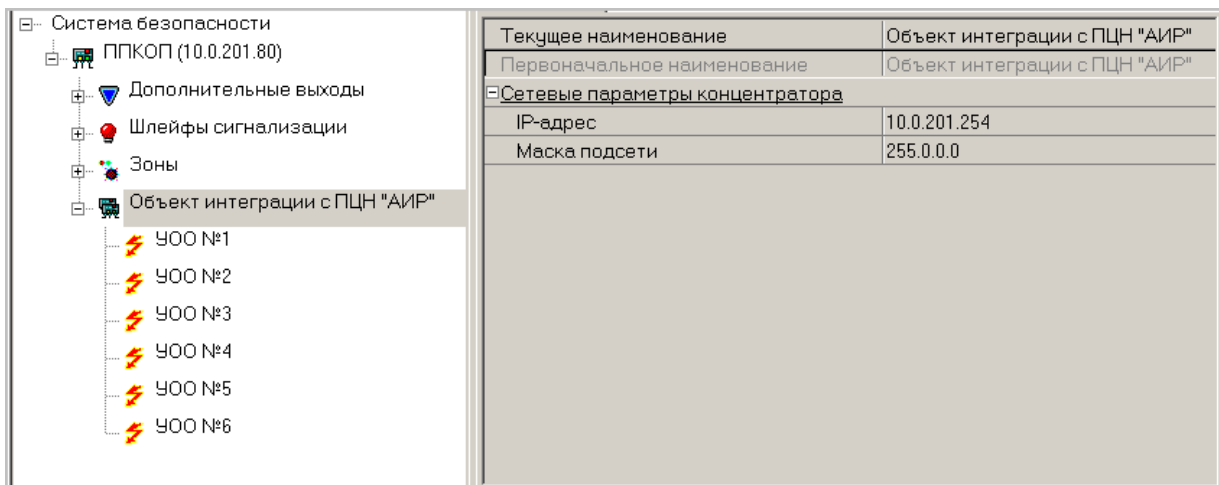 Система безопасности
ППКОП (10.0.201.80)
Дополнительные выходы
Шлейфы сигнализации
Зоны
Объект интеграции с ПЦН "АИР"
УОО №1
УОО №2
УОО №3
УОО №4
УОО №5
УОО №6
Текущее наименование Объект интеграции с ПЦН "АИР"
Первоначальное наименование Объект интеграции с ПЦН "АИР"
Сетевые параметры концентратора
IP-адрес 10.0.201.254
Маска подсети 255.0.0.0